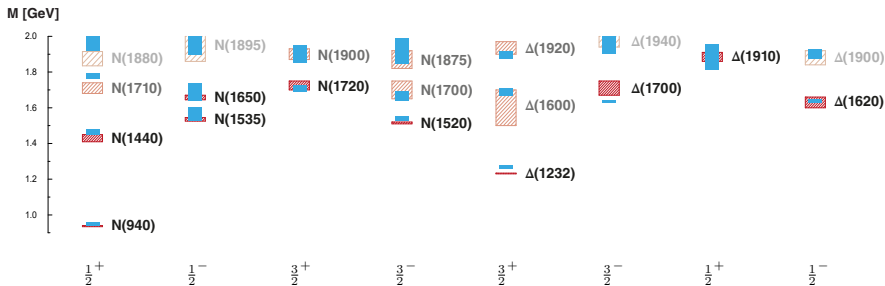 M [GeV]
2.0
1.8
1.6
1.4
1.2
1.0
N(1880)
N(1710)
N(1440)
N(940)
N(1895)
N(1650)
N(1535)
N(1900)
N(1720)
N(1875)
N(1700)
N(1520)
Δ(1920)
Δ(1600)
Δ(1232)
Δ(1940)
Δ(1700)
Δ(1910)
Δ(1900)
Δ(1620)
1/2+ 1/2− 3/2+ 3/2− 3/2+ 3/2− 1/2+ 1/2−